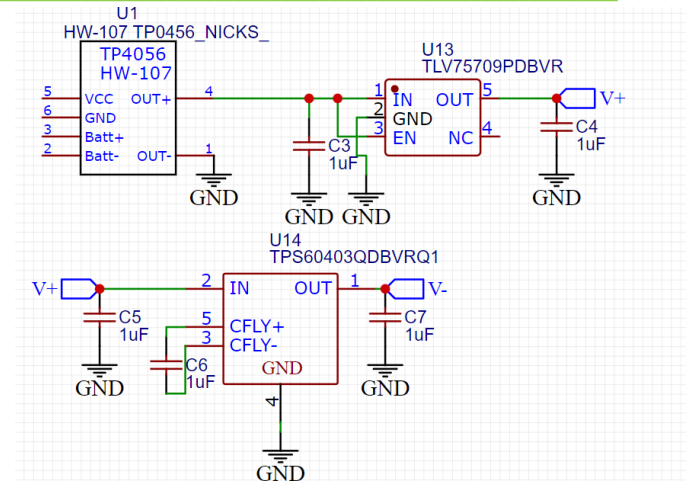 U1
HW-107 TP0456_NICKS_
TP4056
HW-107
5 VCC OUT+ 4
6 GND
3 Batt+
2 Batt- OUT- 1
GND
C3
1uF
GND
GND
U13
TLV75709PDBVR
1 IN OUT 5
2 GND
3 EN NC 4
V+
C4
1uF
GND
U14
TPS60403QDBVRQ1
V+
2 IN OUT 1
V-
5 CFLY+
3 CFLY-
GND
4
C5
1uF
GND
C6
1uF
C7
1uF
GND
GND